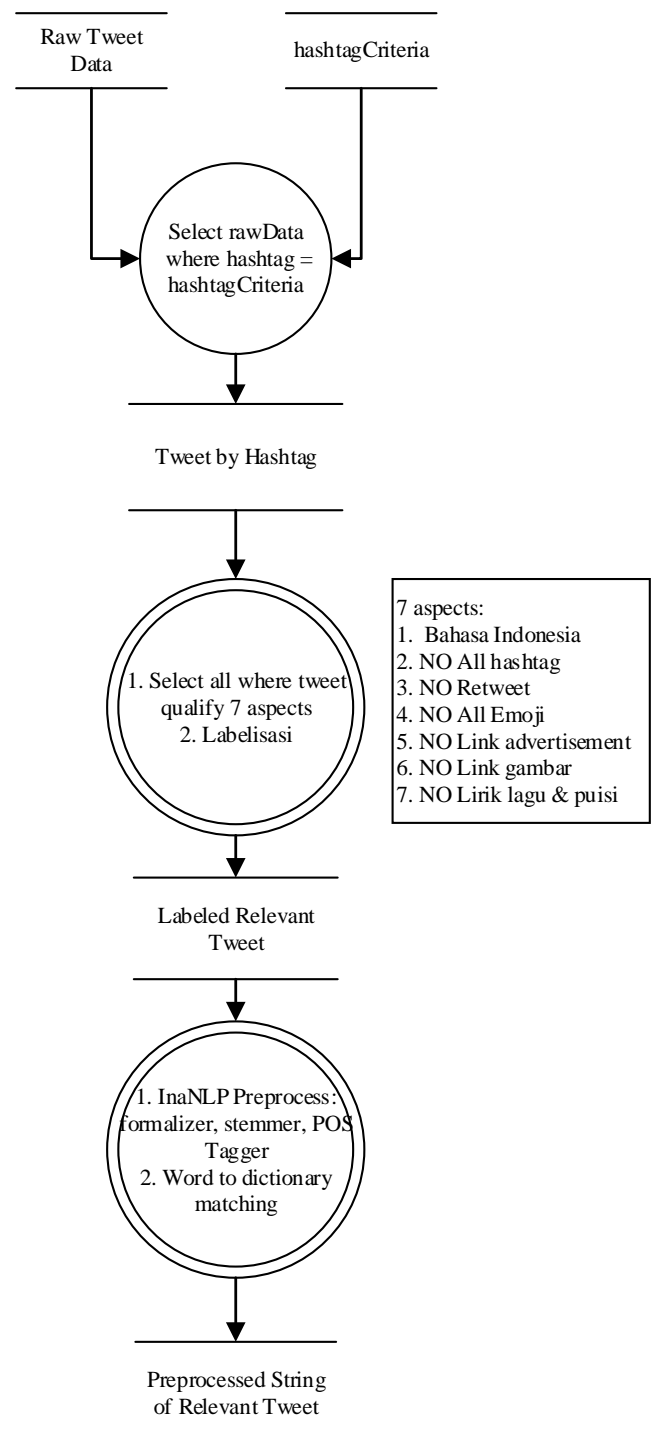 Raw Tweet
Data
hashtagCriteria
Select rawData
where hashtag =
hashtagCriteria
Tweet by Hashtag
1. Select all where tweet
qualify 7 aspects
2. Labelisasi
7 aspects:
1. Bahasa Indonesia
2. NO All hashtag
3. NO Retweet
4. NO All Emoji
5. NO Link advertisement
6. NO Link gambar
7. NO Lirik lagu & puisi
Labeled Relevant
Tweet
1. InaNLP Preprocess:
formalizer, stemmer, POS
Tagger
2. Word to dictionary
matching
Preprocessed String
of Relevant Tweet